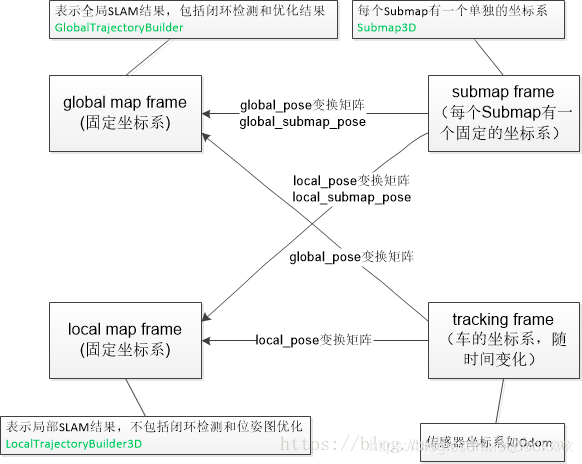 表示全局SLAM结果，包括闭环检测和优化结果
GlobalTrajectoryBuilder
每个Submap有一个单独的坐标系
Submap3D
global map frame
(固定坐标系)
global_pose变换矩阵
global_submap_pose
submap frame
（每个Submap有一
个固定的坐标系）
local_pose变换矩阵
local_submap_pose
global_pose变换矩阵
local map frame
(固定坐标系)
local_pose变换矩阵
tracking frame
（车的坐标系，随
时间变化）
表示局部SLAM结果，不包括闭环检测和位姿图优化
LocalTrajectoryBuilder3D
传感器坐标系如Odom